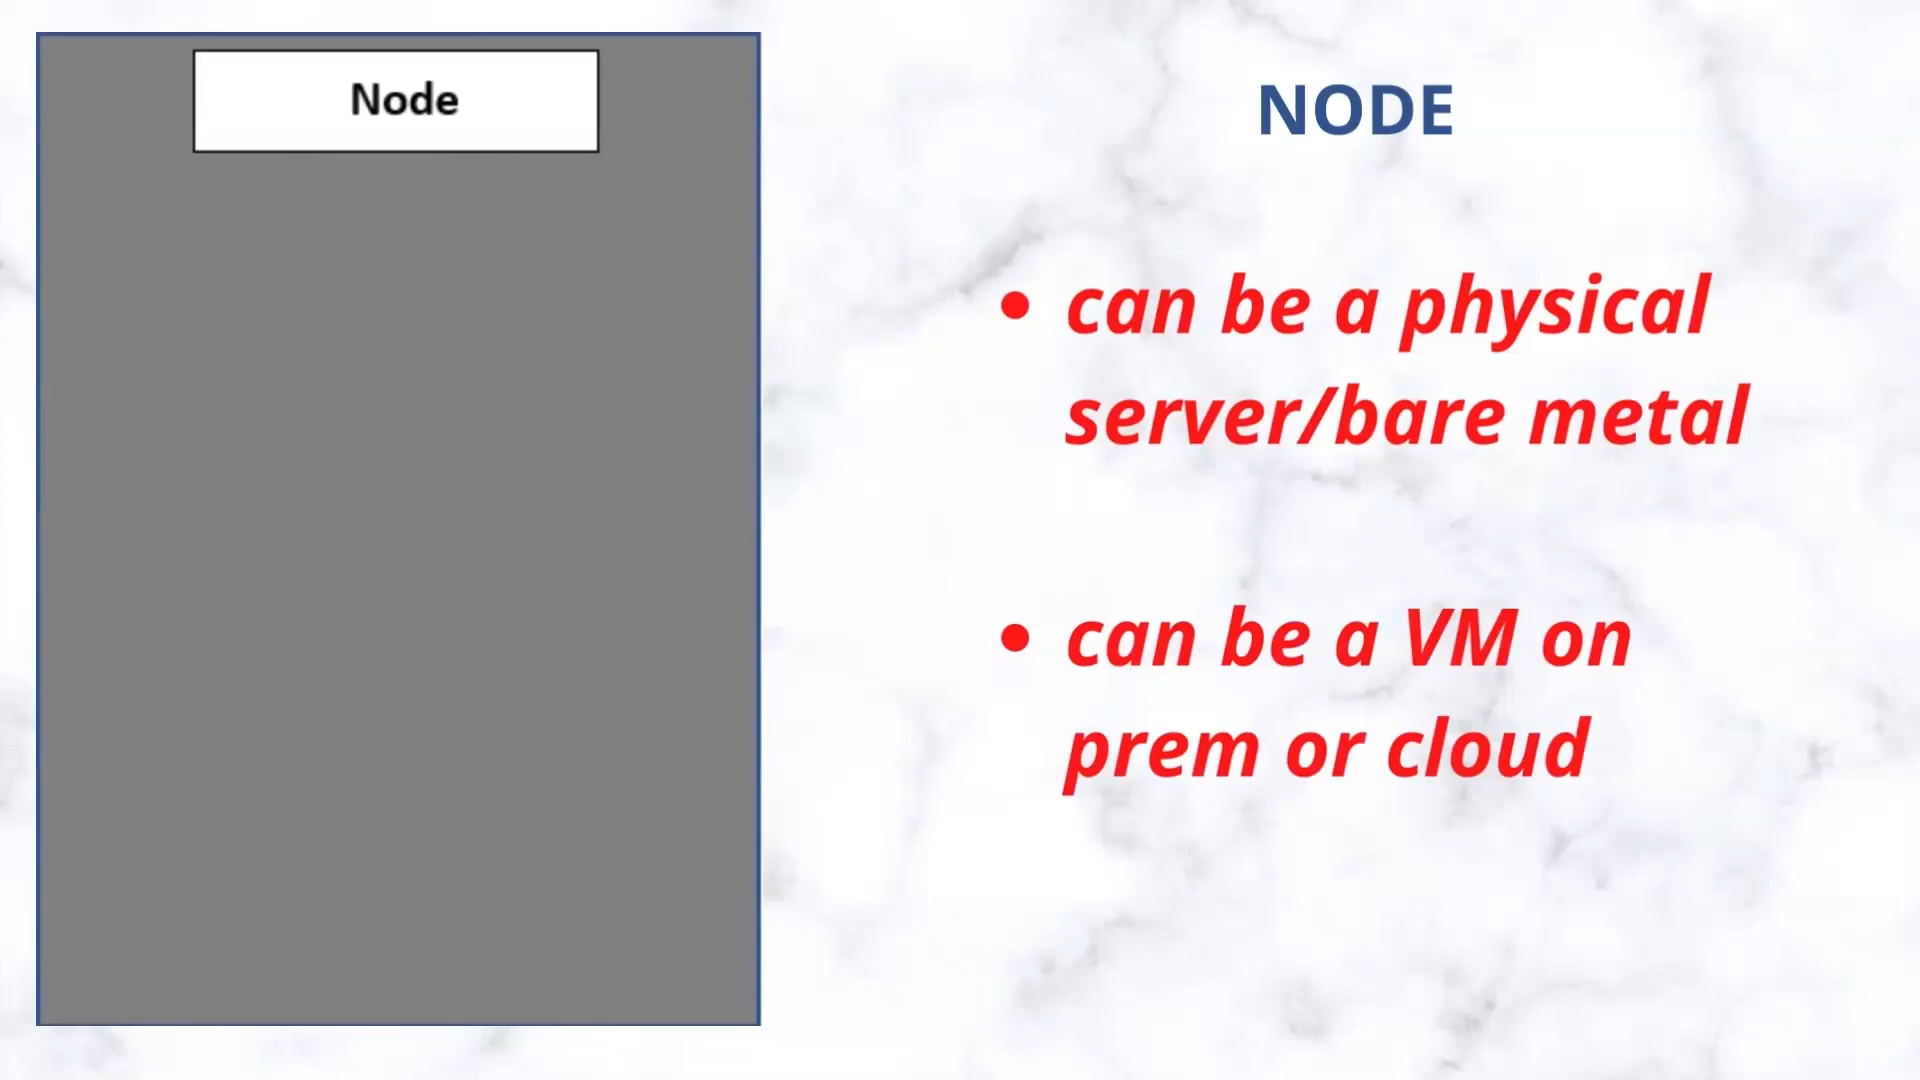 Node
NODE
• can be a physical
server/bare metal
• can be a VM on
prem or cloud